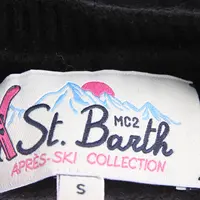 MC2
St. Barth
APRÈS-SKI COLLECTION
S